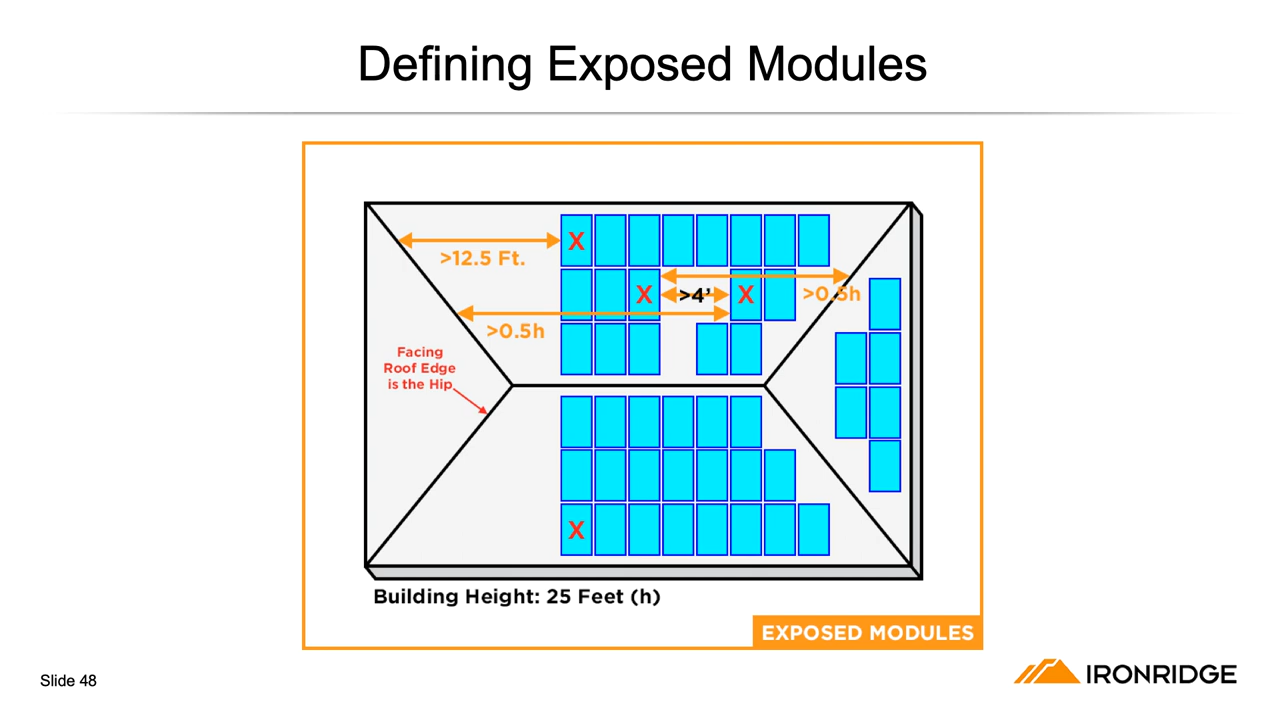 Defining Exposed Modules
X
>12.5 Ft.
X
>4'
X
>0.5h
>0.5h
Facing
Roof Edge
is the Hip
X
Building Height: 25 Feet (h)
EXPOSED MODULES
Slide 48
IRONRIDGE